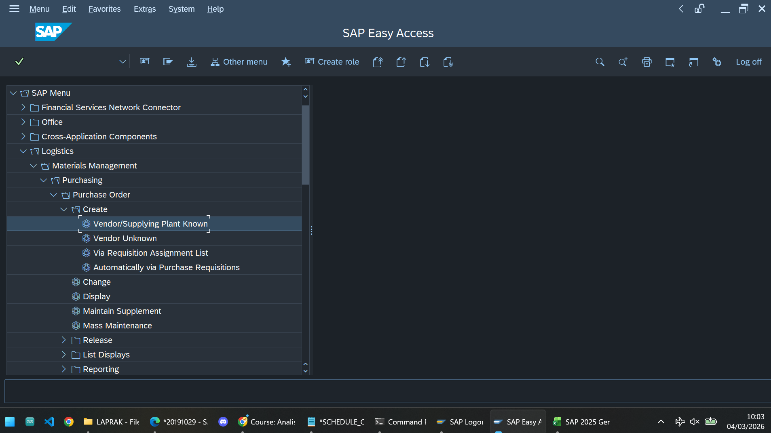 Menu Edit Favorites Extras System Help
SAP SAP Easy Access
Other menu Create role Log off
SAP Menu
Financial Services Network Connector
Office
Cross-Application Components
Logistics
Materials Management
Purchasing
Purchase Order
Create
Vendor/Supplying Plant Known
Vendor Unknown
Via Requisition Assignment List
Automatically via Purchase Requisitions
Change
Display
Maintain Supplement
Mass Maintenance
Release
List Displays
Reporting
LAPRAK - File *20191029 - S. Course: Analis *SCHEDULE_C Command I SAP Logon SAP Easy A SAP 2025 Ger
10:03
04/03/2026